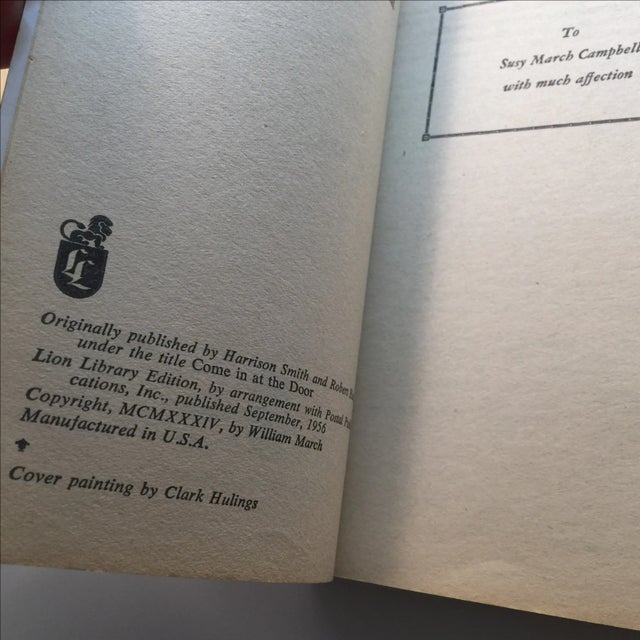 LL
Originally published by Harrison Smith and Robert
under the title Come in at the Door
Lion Library Edition, by arrangement with Postal
cations, Inc., published September, 1956
Copyright, MCMXXXIV, by William March
Manufactured in U.S.A.
Cover painting by Clark Hulings
To
Susy March Campbell
with much affection